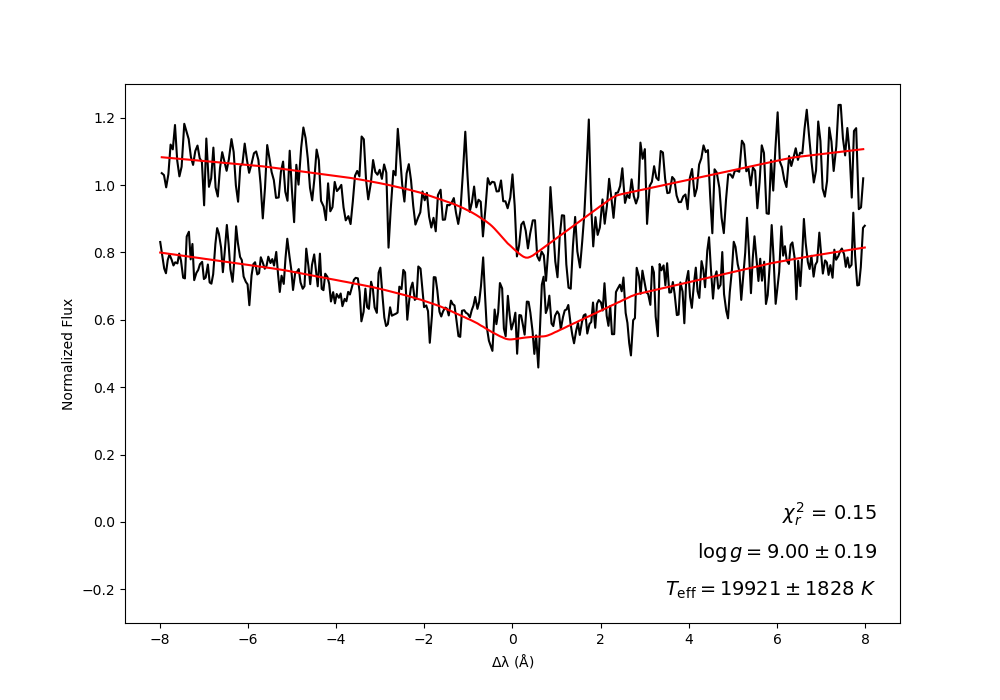 1.2
1.0
0.8
0.6
0.4
0.2
0.0
−0.2
Normalized Flux
χ²ᵣ = 0.15
log g = 9.00 ± 0.19
T_eff = 19921 ± 1828 K
−8 −6 −4 −2 0 2 4 6 8
Δλ (Å)